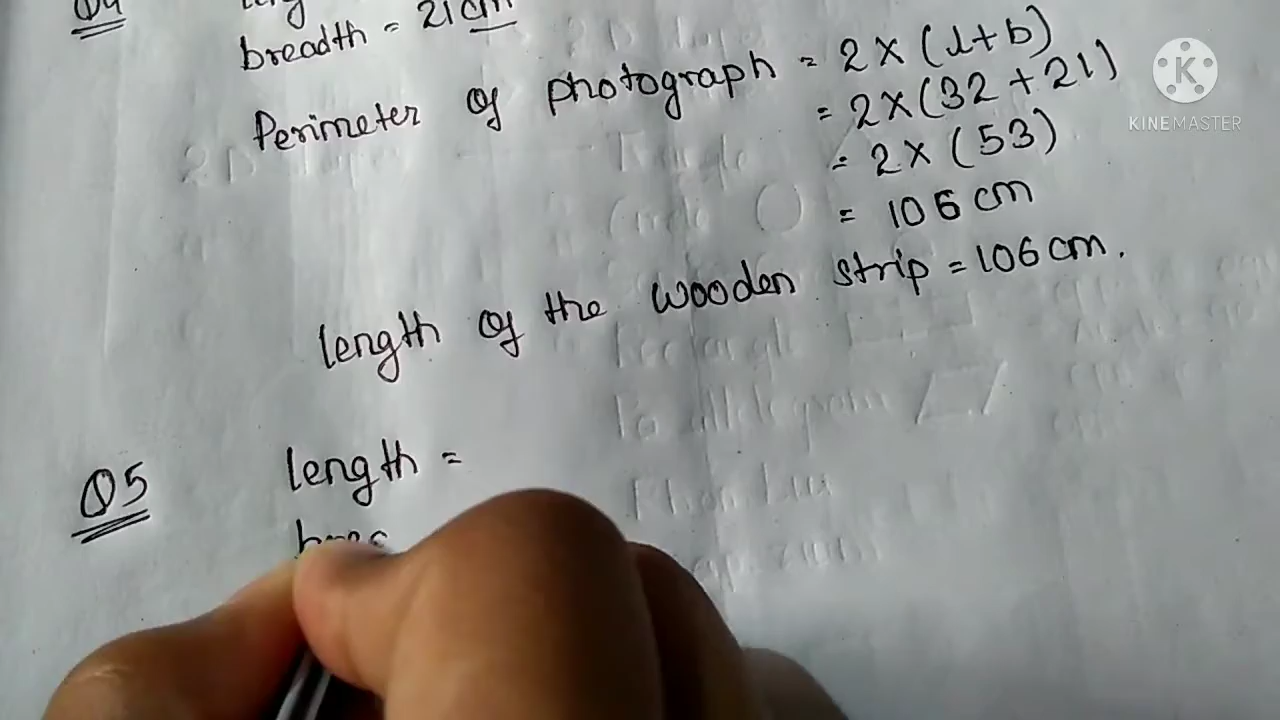 Q4
breadth = 21cm
Perimeter of photograph = 2 × (l+b)
= 2×(32+21)
= 2× (53)
= 106 cm
length of the wooden strip = 106 cm.
Q5 length =
K
KINEMASTER